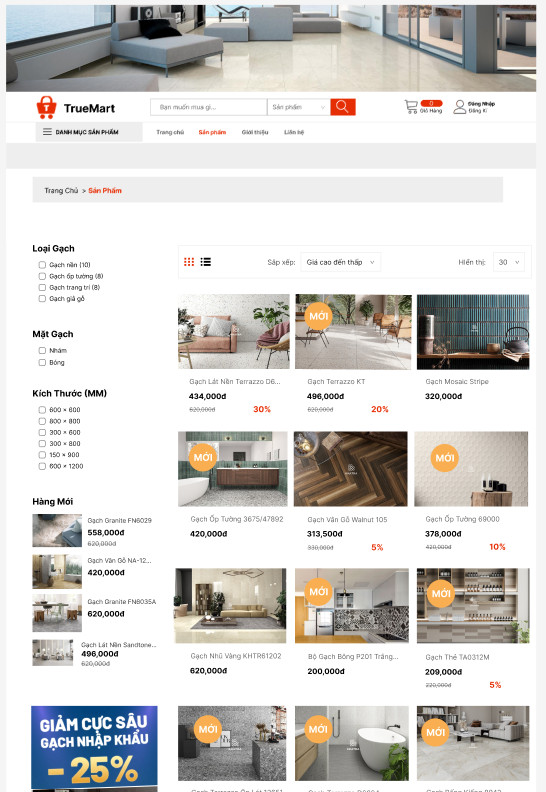 TrueMart
Bạn muốn mua gì...
Sản phẩm
0
Giỏ Hàng
Đăng Nhập
Đăng Kí
DANH MỤC SẢN PHẨM
Trang chủ
Sản phẩm
Giới thiệu
Liên hệ
Trang Chủ > Sản Phẩm
Loại Gạch
Gạch nền (10)
Gạch ốp tường (8)
Gạch trang trí (8)
Gạch giả gỗ
Mặt Gạch
Nhám
Bóng
Kích Thước (MM)
600 x 600
800 x 800
300 x 600
300 x 800
150 x 900
600 x 1200
Hàng Mới
Gạch Granite FN6029
558,000đ
620,000đ
Gạch Vân Gỗ NA-12...
420,000đ
Gạch Granite FN6035A
620,000đ
Gạch Lát Nền Sandtone...
496,000đ
620,000đ
GIẢM CỰC SÂU
GẠCH NHẬP KHẨU
- 25%
Sắp xếp:
Giá cao đến thấp
Hiển thị:
30
Gạch Lát Nền Terrazzo D6...
434,000đ
620,000đ
30%
MỚI
Gạch Terrazzo KT
496,000đ
620,000đ
20%
Gạch Mosaic Stripe
320,000đ
MỚI
Gạch Ốp Tường 3675/47892
420,000đ
Gạch Vân Gỗ Walnut 105
313,500đ
330,000đ
5%
MỚI
Gạch Ốp Tường 69000
378,000đ
420,000đ
10%
Gạch Nhũ Vàng KHTR61202
620,000đ
MỚI
Bộ Gạch Bông P201 Trắng...
200,000đ
MỚI
Gạch Thẻ TA0312M
209,000đ
220,000đ
5%
MỚI
MỚI
MỚI